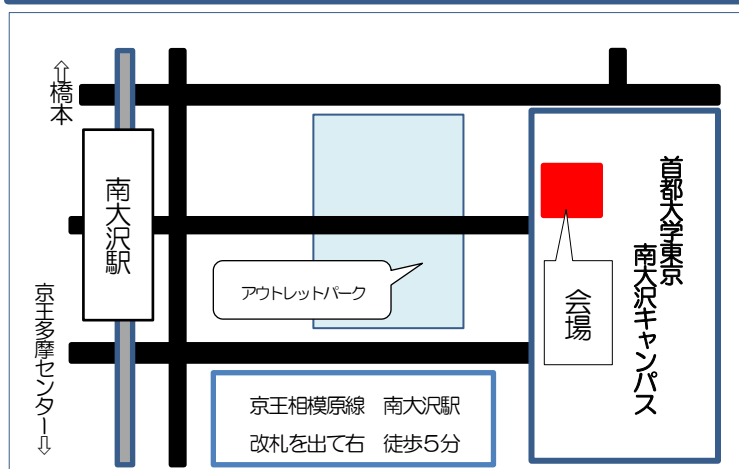 ⇧橋本
南大沢駅
京王多摩センター⇩
アウトレットパーク
会場
首都大学東京
南大沢キャンパス
京王相模原線　南大沢駅
改札を出て右　徒歩５分